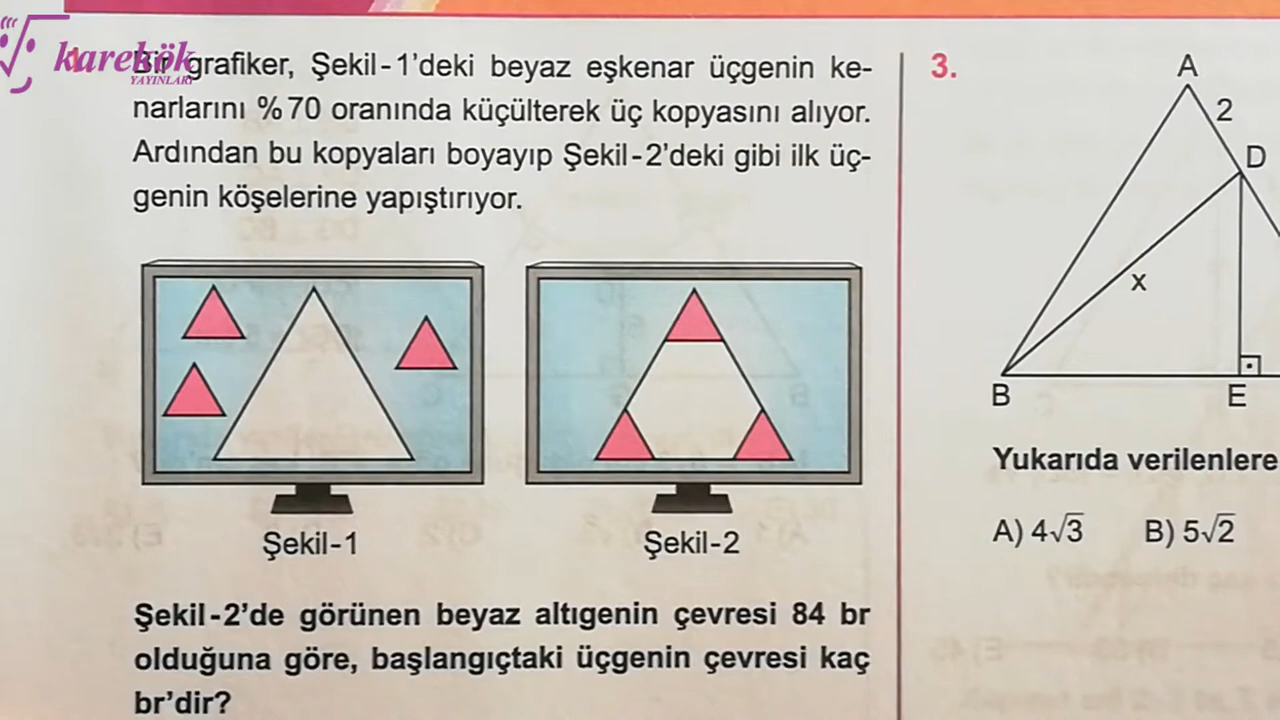 karekök
YAYINLARI
Bir grafiker, Şekil-1'deki beyaz eşkenar üçgenin ke-
narlarını %70 oranında küçülterek üç kopyasını alıyor.
Ardından bu kopyaları boyayıp Şekil-2'deki gibi ilk üç-
genin köşelerine yapıştırıyor.
Şekil-1
Şekil-2
Şekil-2'de görünen beyaz altıgenin çevresi 84 br
olduğuna göre, başlangıçtaki üçgenin çevresi kaç
br'dir?
3.
A
2
D
x
B
E
Yukarıda verilenlere
A) 4√3 B) 5√2